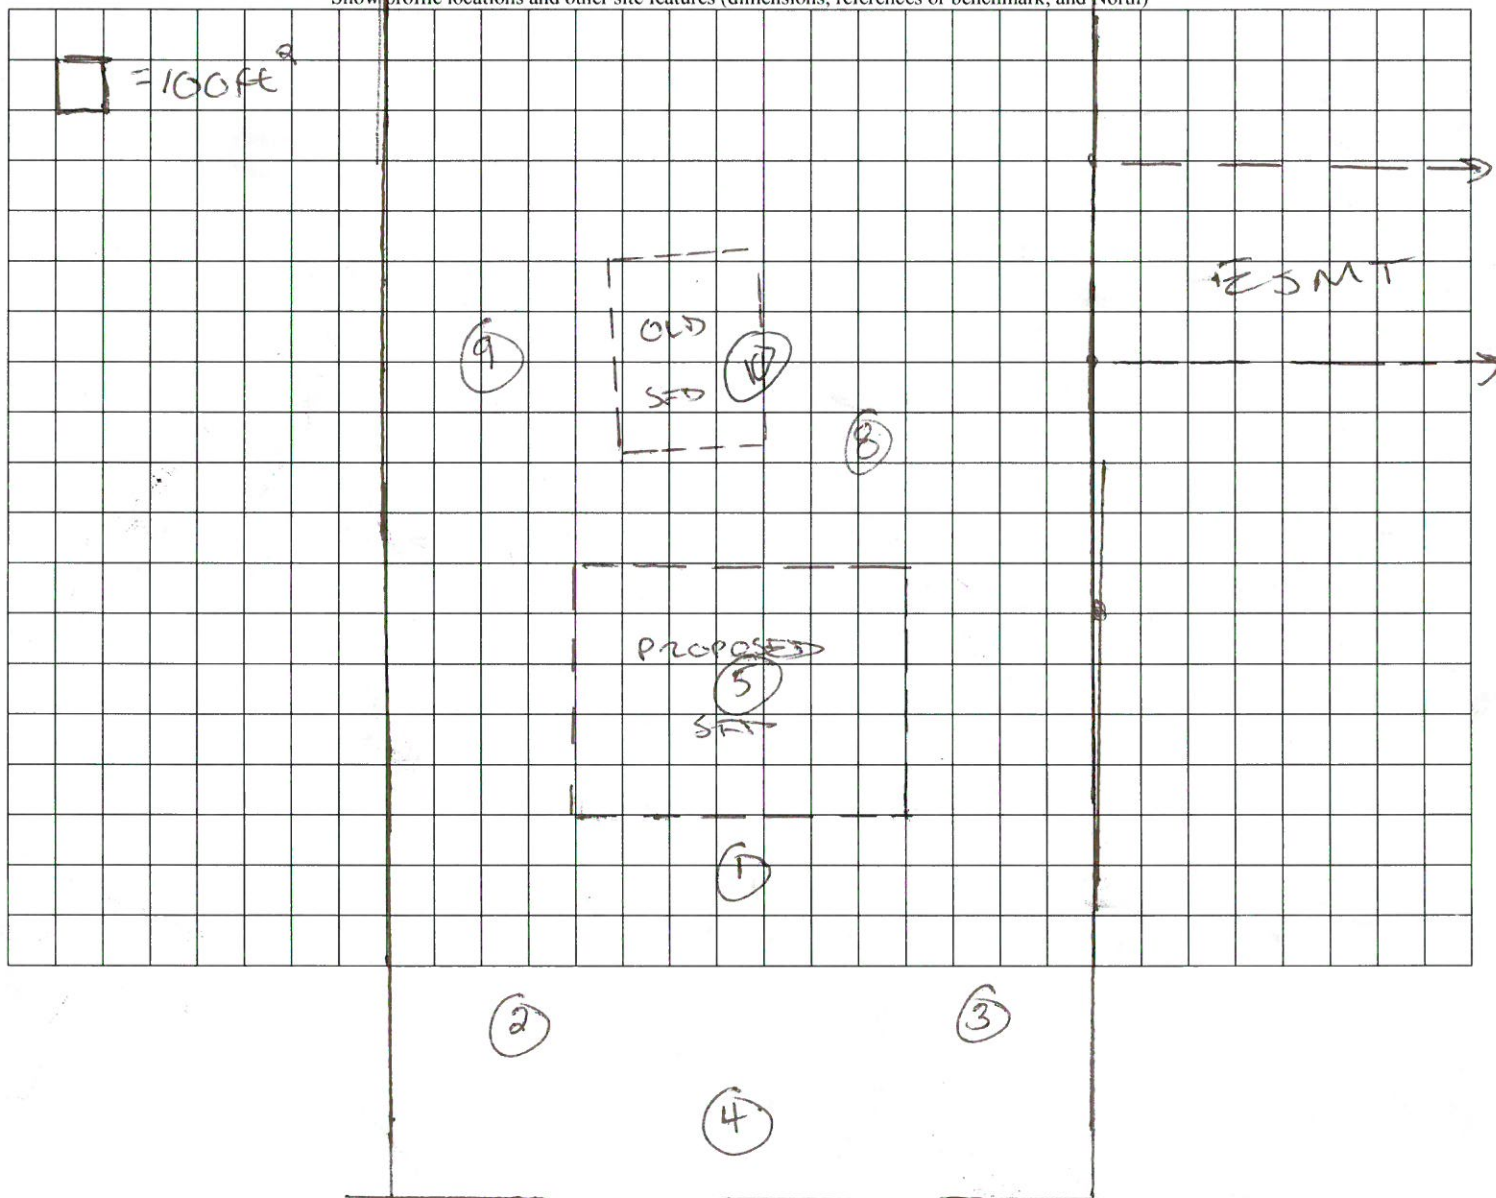 Show profile locations and other site features (dimensions, references or benchmark, and North)
=100ft²
ESMT
OLD
9
10
SFD
8
PROPOSED
5
SFD
1
2
3
4